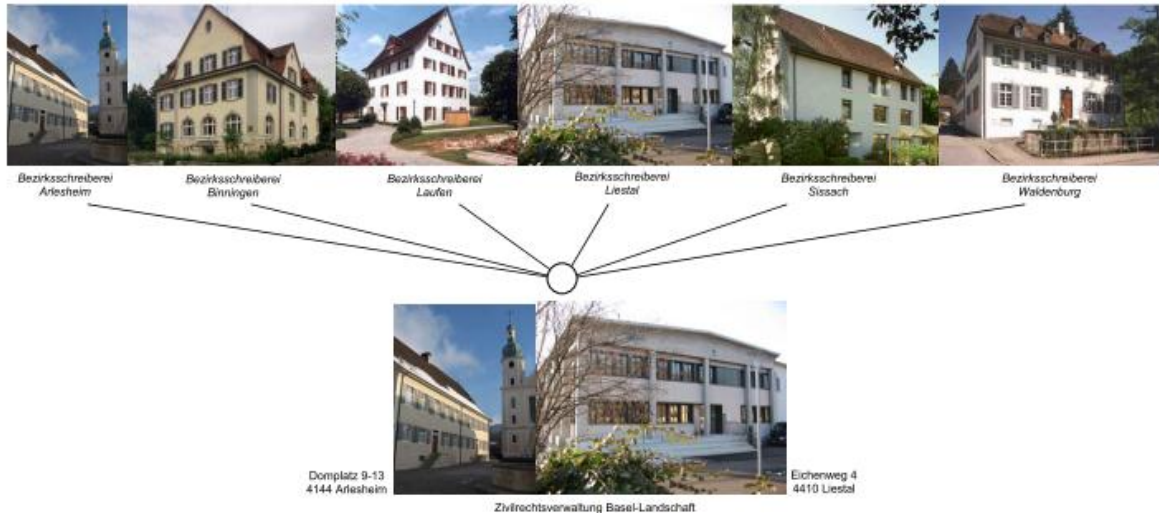 Bezirksschreiberei
Arlesheim
Bezirksschreiberei
Binningen
Bezirksschreiberei
Laufen
Bezirksschreiberei
Liestal
Bezirksschreiberei
Sissach
Bezirksschreiberei
Waldenburg
Domplatz 9-13
4144 Arlesheim
Eichenweg 4
4410 Liestal
Zivilrechtsverwaltung Basel-Landschaft